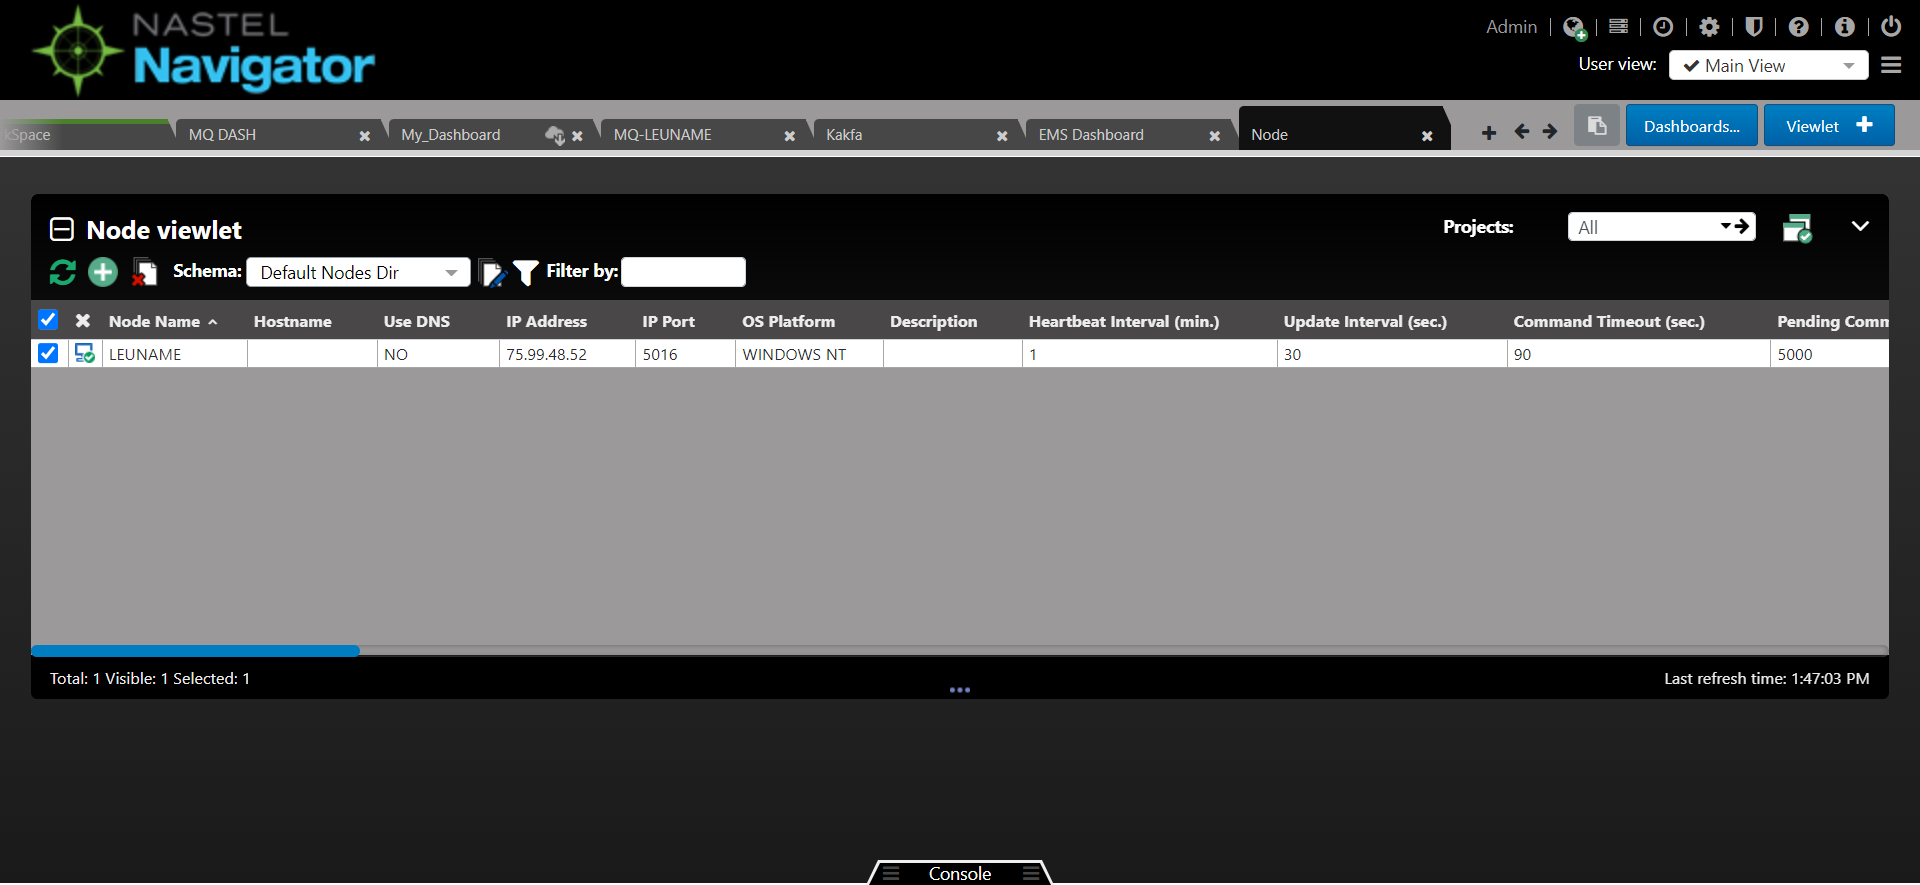 NASTEL
Navigator
Admin
User view: Main View
kSpace MQ DASH My_Dashboard MQ-LEUNAME Kakfa EMS Dashboard Node Dashboards... Viewlet
Node viewlet Projects: All
Schema: Default Nodes Dir Filter by:
Node Name Hostname Use DNS IP Address IP Port OS Platform Description Heartbeat Interval (min.) Update Interval (sec.) Command Timeout (sec.) Pending Comm
LEUNAME NO 75.99.48.52 5016 WINDOWS NT 1 30 90 5000
Total: 1 Visible: 1 Selected: 1 Last refresh time: 1:47:03 PM
Console